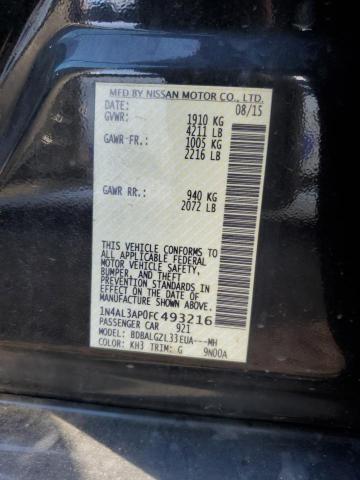 MFD BY NISSAN MOTOR CO., LTD.
DATE: 08/15
GVWR: 1910 KG
4211 LB
GAWR-FR.: 1005 KG
2216 LB
GAWR RR.: 940 KG
2072 LB
THIS VEHICLE CONFORMS TO
ALL APPLICABLE FEDERAL
MOTOR VEHICLE SAFETY,
BUMPER, AND THEFT
PREVENTION STANDARDS IN
EFFECT ON THE DATE OF
MANUFACTURE SHOWN ABOVE.
1N4AL3AP0FC493216
PASSENGER CAR 921
MODEL: BDBALGZL33EUA---MH
COLOR: KH3 TRIM: G 9N00A